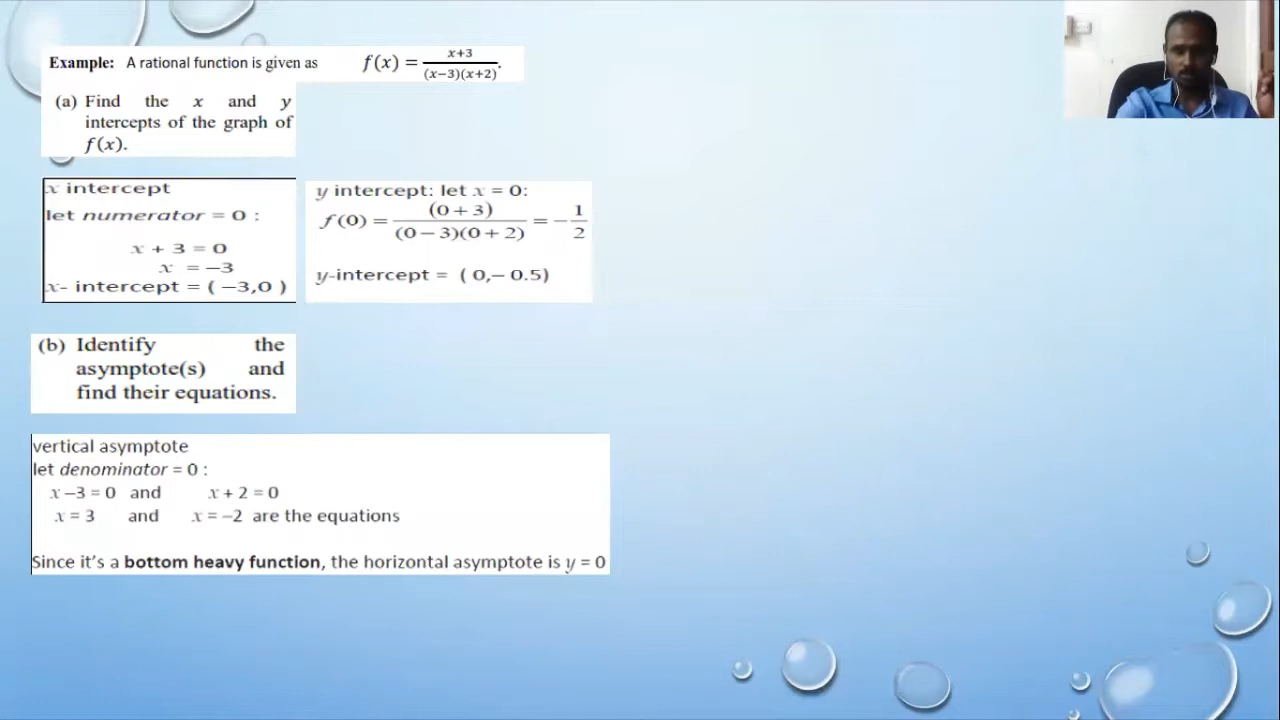 Example: A rational function is given as f(x) = x+3/(x−3)(x+2).
(a) Find the x and y
intercepts of the graph of
f(x).
x intercept
let numerator = 0 :
x + 3 = 0
x = −3
x- intercept = ( −3,0 )
y intercept: let x = 0:
f(0) = (0 + 3)/(0 − 3)(0 + 2) = −1/2
y-intercept = ( 0,− 0.5)
(b) Identify the
asymptote(s) and
find their equations.
vertical asymptote
let denominator = 0 :
x −3 = 0 and x + 2 = 0
x = 3 and x = −2 are the equations
Since it's a bottom heavy function, the horizontal asymptote is y = 0